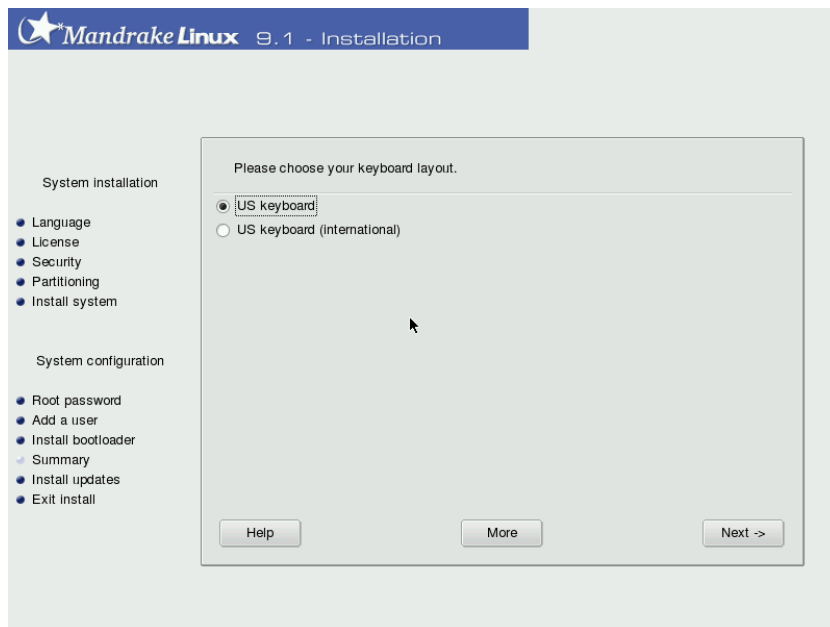 Mandrake Linux 9.1 - Installation
System installation
Language
License
Security
Partitioning
Install system
System configuration
Root password
Add a user
Install bootloader
Summary
Install updates
Exit install
Please choose your keyboard layout.
US keyboard
US keyboard (international)
Help
More
Next ->